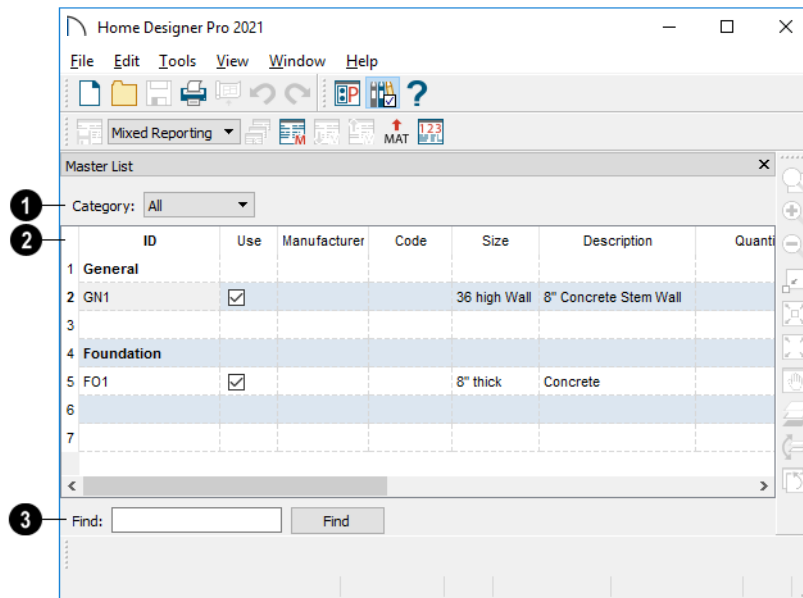 Home Designer Pro 2021
File Edit Tools View Window Help
P ?
Mixed Reporting M MAT 123
Master List
1 Category: All
2 ID Use Manufacturer Code Size Description Quanti
1 General
2 GN1 36 high Wall 8" Concrete Stem Wall
3
4 Foundation
5 FO1 8" thick Concrete
6
7
3 Find: Find